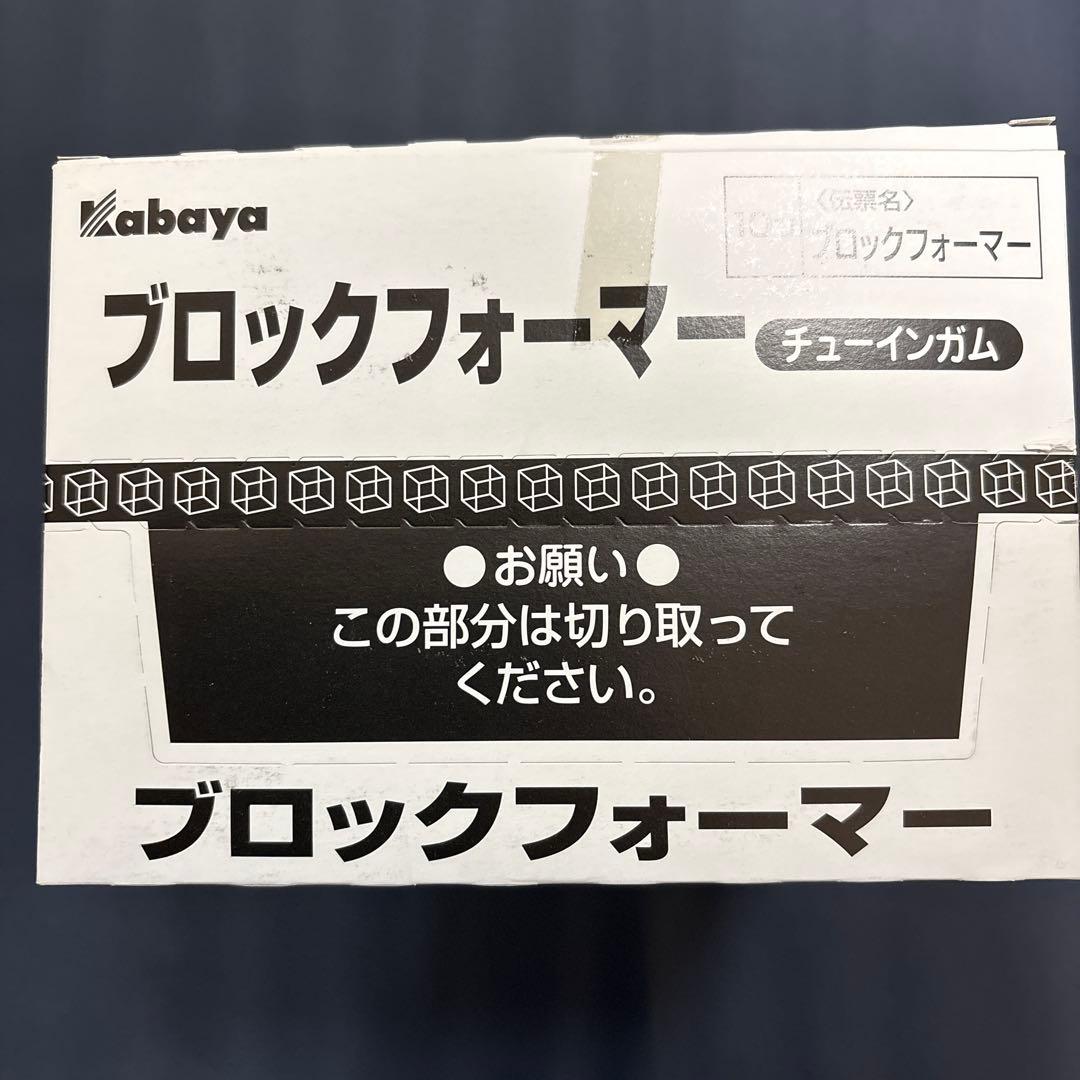 Kabaya
〈伝票名〉
ブロックフォーマー
ブロックフォーマー
チューインガム
●お願い●
この部分は切り取って
ください。
ブロックフォーマー